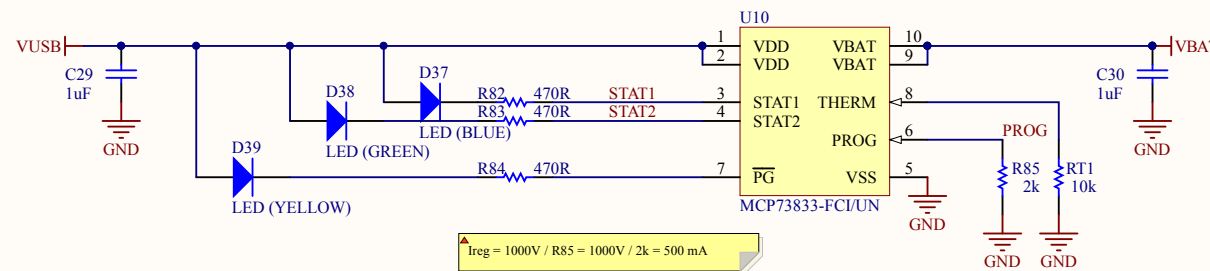 U10
VUSB
1 VDD VBAT 10
2 VDD VBAT 9
VBAT
C29
1uF
GND
D37
LED (BLUE)
D38
LED (GREEN)
D39
LED (YELLOW)
R82 470R STAT1
R83 470R STAT2
R84 470R
3 STAT1 THERM 8
4 STAT2
PROG 6 PROG
7 PG VSS 5
MCP73833-FCI/UN
GND
C30
1uF
GND
R85
2k
GND
RT1
10k
GND
Ireg = 1000V / R85 = 1000V / 2k = 500 mA